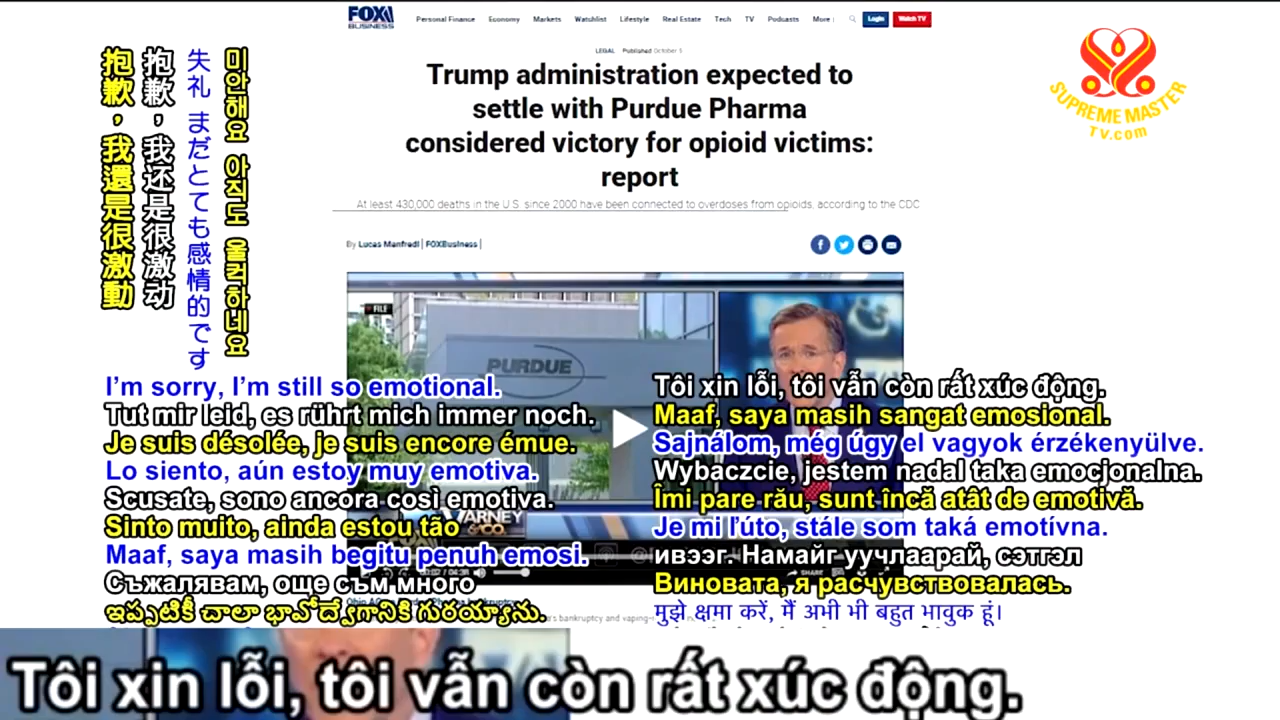 FOX
BUSINESS
Personal Finance Economy Markets Watchlist Lifestyle Real Estate Tech TV Podcasts More Login Watch TV
LEGAL Published October 5
Trump administration expected to
settle with Purdue Pharma
considered victory for opioid victims:
report
At least 430,000 deaths in the U.S. since 2000 have been connected to overdoses from opioids, according to the CDC
By Lucas Manfredi | FOXBusiness |
SUPREME MASTER
TV.com
抱歉，我還是很激動
抱歉，我还是很激动
失礼 まだとても感情的です
미안해요 아직도 울컥하네요
FILE
PURDUE
I'm sorry, I'm still so emotional.
Tut mir leid, es rührt mich immer noch.
Je suis désolée, je suis encore émue.
Lo siento, aún estoy muy emotiva.
Scusate, sono ancora così emotiva.
Sinto muito, ainda estou tão
Maaf, saya masih begitu penuh emosi.
Съжалявам, още съм много
ఇప్పటికీ చాలా భావోద్వేగానికి గురయ్యాను.
Tôi xin lỗi, tôi vẫn còn rất xúc động.
Maaf, saya masih sangat emosional.
Sajnálom, még úgy el vagyok érzékenyülve.
Wybaczcie, jestem nadal taka emocjonalna.
Îmi pare rău, sunt încă atât de emotivă.
Je mi ľúto, stále som taká emotívna.
ивээг. Намайг уучлаарай, сэтгэл
Виновата, я расчувствовалась.
मुझे क्षमा करें, मैं अभी भी बहुत भावुक हूं।
VARNEY
& CO.
SHARE
bankruptcy and vaping-
Tôi xin lỗi, tôi vẫn còn rất xúc động.